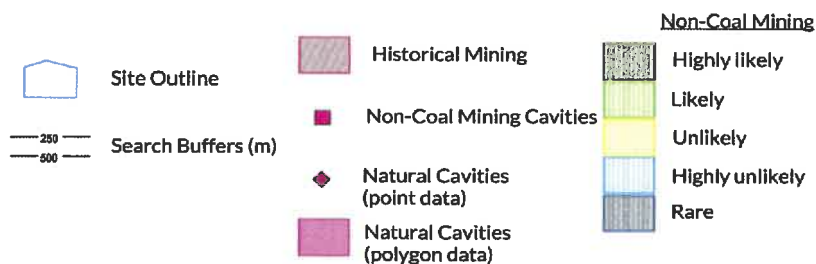 Site Outline
250
500
Search Buffers (m)
Historical Mining
Non-Coal Mining Cavities
Natural Cavities
(point data)
Natural Cavities
(polygon data)
Non-Coal Mining
Highly likely
Likely
Unlikely
Highly unlikely
Rare